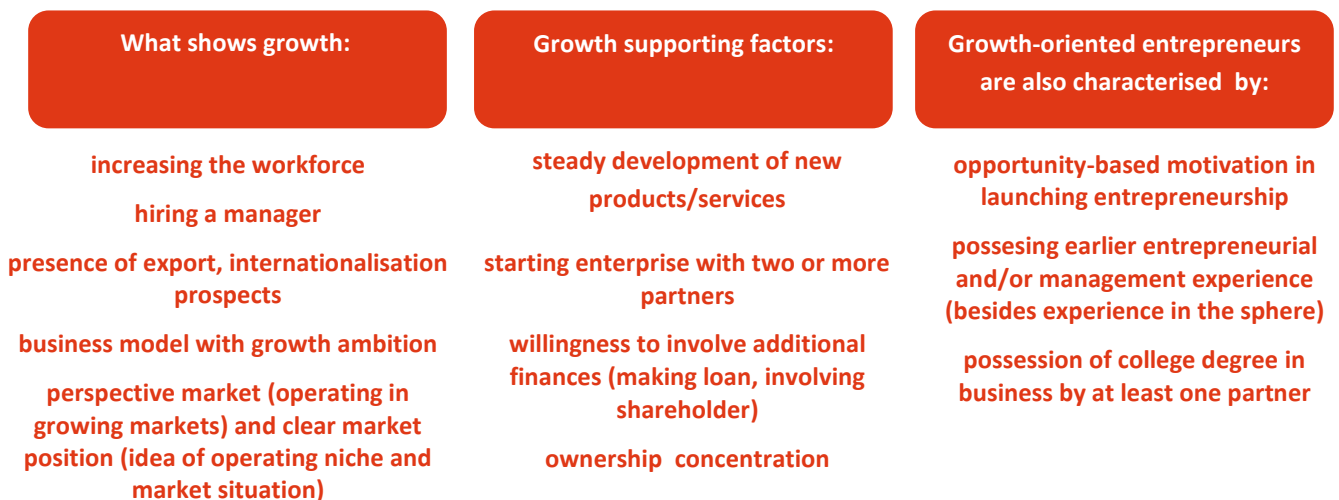 What shows growth:
increasing the workforce
hiring a manager
presence of export, internationalisation
prospects
business model with growth ambition
perspective market (operating in
growing markets) and clear market
position (idea of operating niche and
market situation)
Growth supporting factors:
steady development of new
products/services
starting enterprise with two or more
partners
willingness to involve additional
finances (making loan, involving
shareholder)
ownership concentration
Growth-oriented entrepreneurs
are also characterised by:
opportunity-based motivation in
launching entrepreneurship
possesing earlier entrepreneurial
and/or management experience
(besides experience in the sphere)
possession of college degree in
business by at least one partner